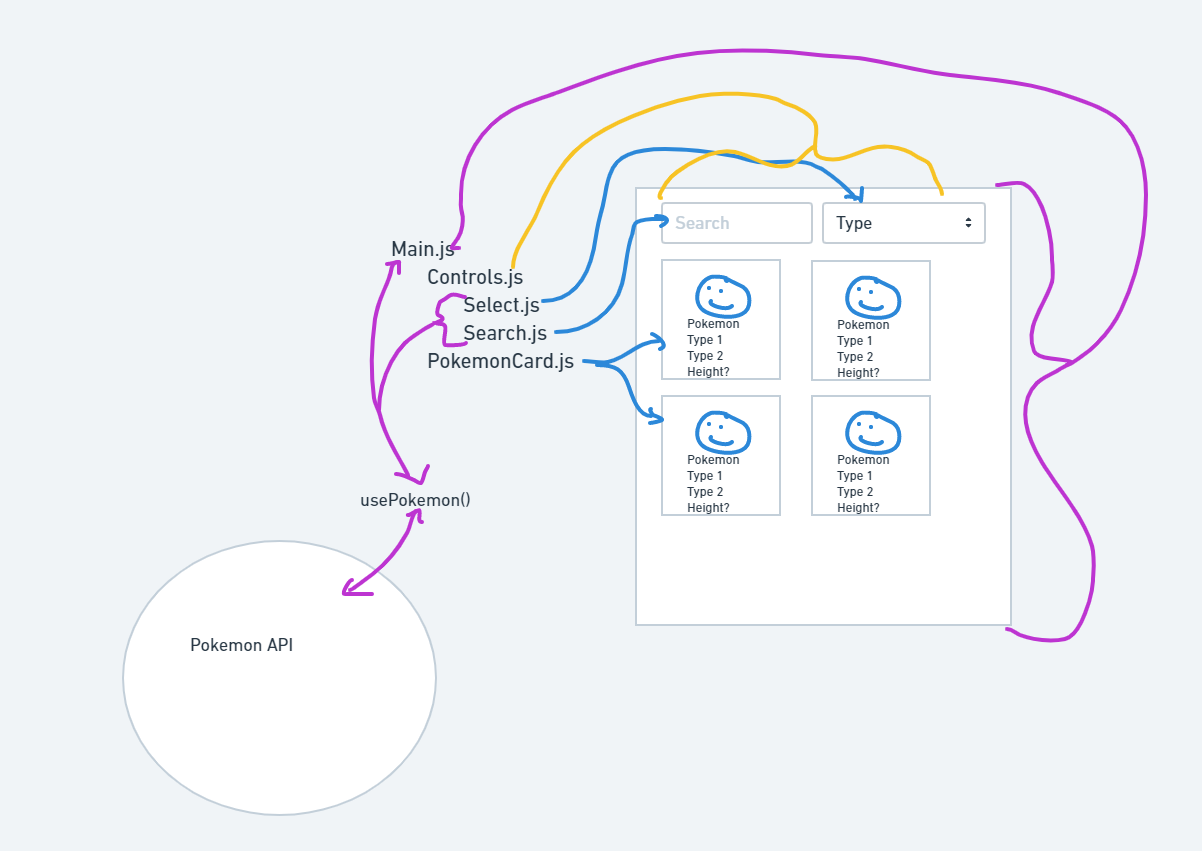 Main.js
Controls.js
Select.js
Search.js
PokemonCard.js
usePokemon()
Pokemon API
Search
Type
Pokemon
Type 1
Type 2
Height?
Pokemon
Type 1
Type 2
Height?
Pokemon
Type 1
Type 2
Height?
Pokemon
Type 1
Type 2
Height?